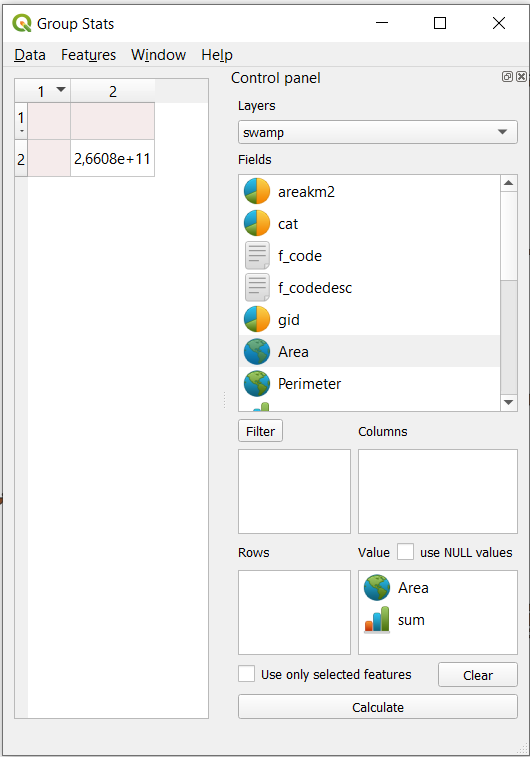 Group Stats
Data Features Window Help
1 2
1
2 2,6608e+11
Control panel
Layers
swamp
Fields
areakm2
cat
f_code
f_codedesc
gid
Area
Perimeter
Filter Columns
Rows Value use NULL values
Area
sum
Use only selected features Clear
Calculate